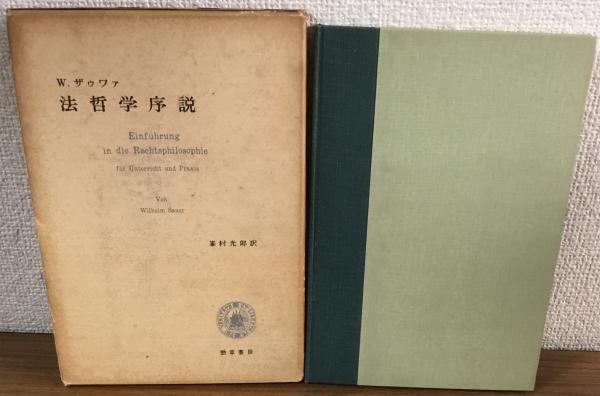 W. ザゥワァ
法哲学序説
Einführung
in die Rechtsphilosophie
für Unterricht und Praxis
Von
Wilhelm Sauer
峯村光郎訳
勁草書房